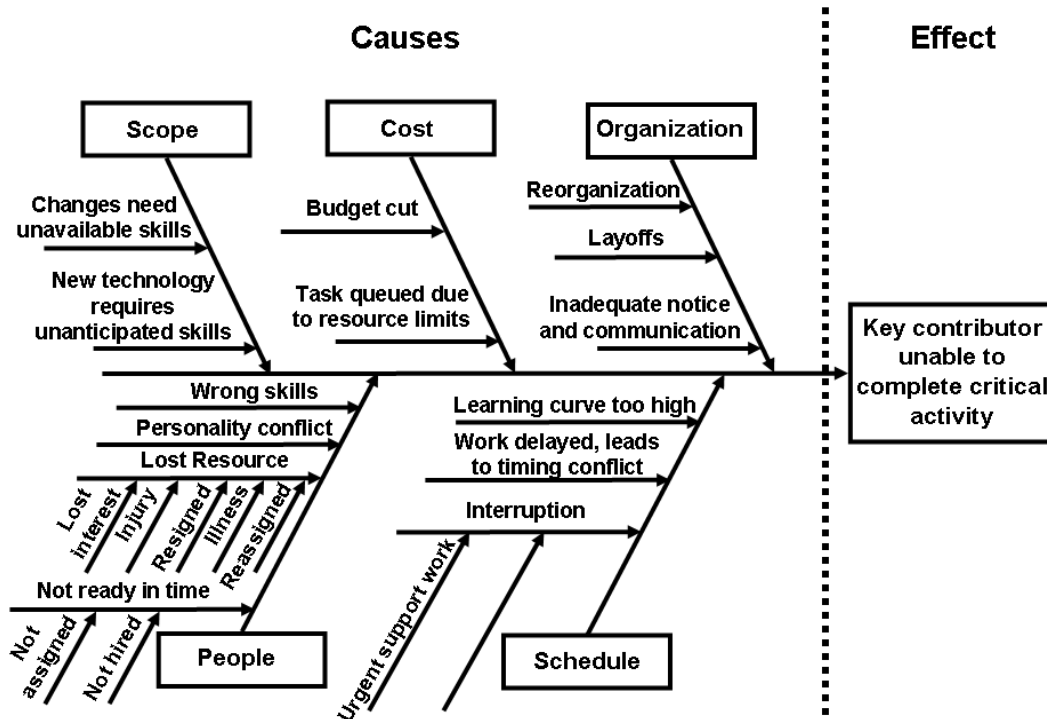 Causes
Effect
Scope
Cost
Organization
Changes need
unavailable skills
New technology
requires
unanticipated skills
Budget cut
Task queued due
to resource limits
Reorganization
Layoffs
Inadequate notice
and communication
Key contributor
unable to
complete critical
activity
Wrong skills
Personality conflict
Lost Resource
Lost
interest
Injury
Resigned
Illness
Reassigned
Not ready in time
Not
assigned
Not hired
People
Learning curve too high
Work delayed, leads
to timing conflict
Interruption
Urgent support work
Schedule